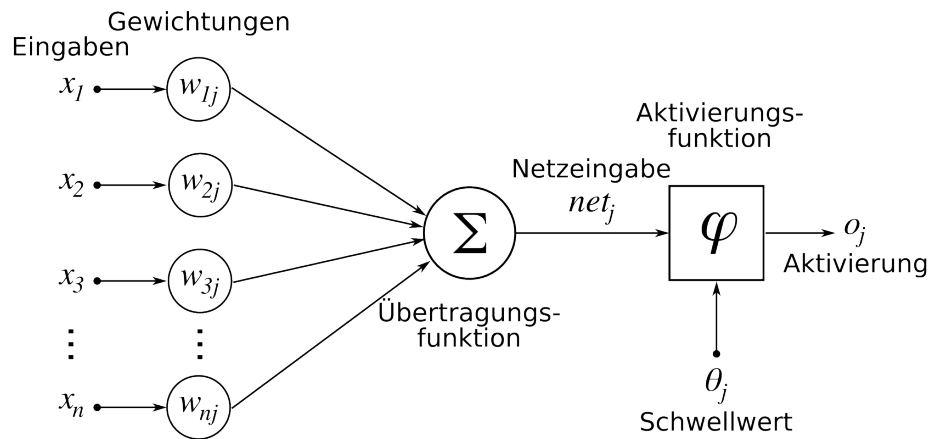 Gewichtungen
Eingaben
x1
w1j
x2
w2j
x3
w3j
⋮
⋮
xn
wnj
Σ
Übertragungs-
funktion
Netzeingabe
netj
Aktivierungs-
funktion
φ
oj
Aktivierung
θj
Schwellwert